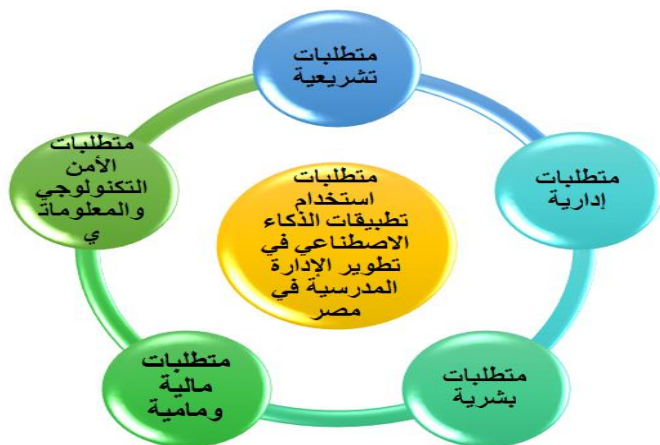 متطلبات
تشريعية
متطلبات
إدارية
متطلبات
بشرية
متطلبات
مالية
ومامية
متطلبات
الأمن
التكنولوجي
والمعلومات
ي
متطلبات
استخدام
تطبيقات الذكاء
الاصطناعي في
تطوير الإدارة
المدرسية في
مصر